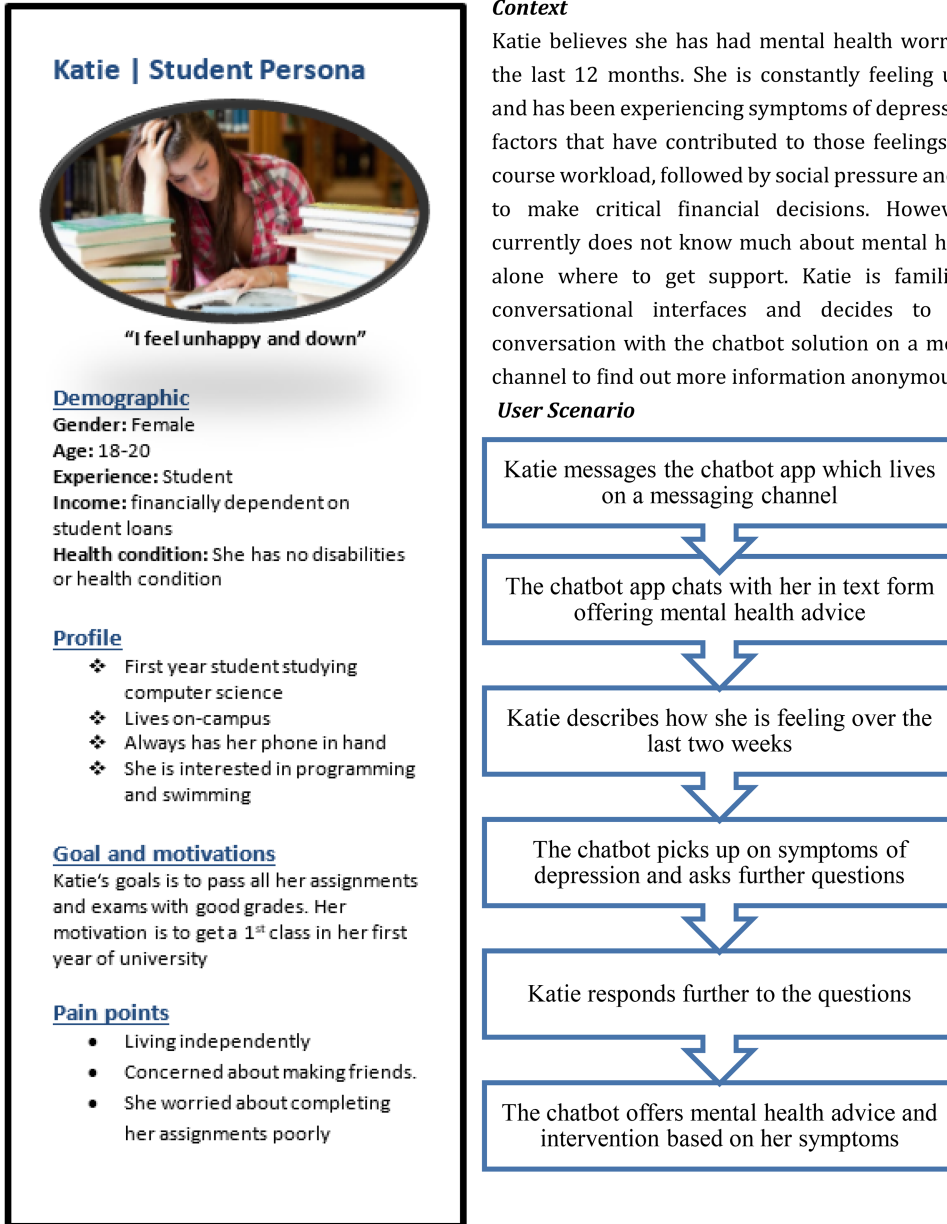 Katie | Student Persona
“I feel unhappy and down”
Demographic
Gender: Female
Age: 18-20
Experience: Student
Income: financially dependent on
student loans
Health condition: She has no disabilities
or health condition
Profile
❖ First year student studying
computer science
❖ Lives on-campus
❖ Always has her phone in hand
❖ She is interested in programming
and swimming
Goal and motivations
Katie‘s goals is to pass all her assignments
and exams with good grades. Her
motivation is to get a 1st class in her first
year of university
Pain points
• Living independently
• Concerned about making friends.
• She worried about completing
her assignments poorly
Context
Katie believes she has had mental health
the last 12 months. She is constantly feeling
and has been experiencing symptoms of
factors that have contributed to those feelings
course workload, followed by social pressure
to make critical financial decisions.
currently does not know much about mental
alone where to get support. Katie is
conversational interfaces and decides to
conversation with the chatbot solution on a
channel to find out more information
User Scenario
Katie messages the chatbot app which lives
on a messaging channel
The chatbot app chats with her in text form
offering mental health advice
Katie describes how she is feeling over the
last two weeks
The chatbot picks up on symptoms of
depression and asks further questions
Katie responds further to the questions
The chatbot offers mental health advice and
intervention based on her symptoms